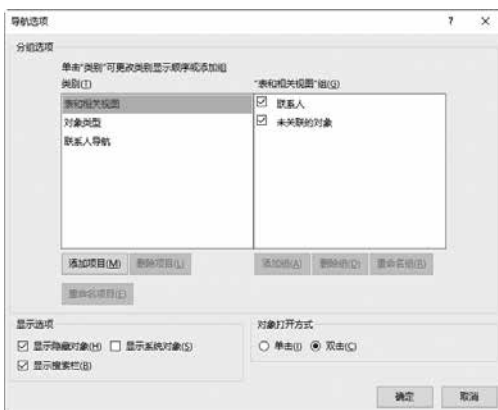 导航选项 ? ×
分组选项
单击"类别"可更改类别显示顺序或添加组
类别(T) "表和相关视图"组(G)
表和相关视图 联系人
对象类型 未关联的对象
联系人导航
添加项目(M) 删除项目(L) 添加组(A) 删除组(D) 重命名组(R)
重命名项目(E)
显示选项 对象打开方式
显示隐藏对象(H) 显示系统对象(S) 单击(I) 双击(C)
显示搜索栏(B)
确定 取消